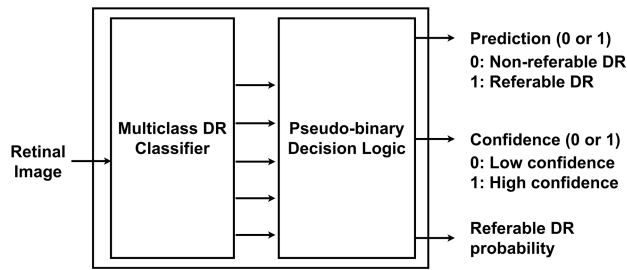 Retinal
Image
Multiclass DR
Classifier
Pseudo-binary
Decision Logic
Prediction (0 or 1)
0: Non-referable DR
1: Referable DR
Confidence (0 or 1)
0: Low confidence
1: High confidence
Referable DR
probability